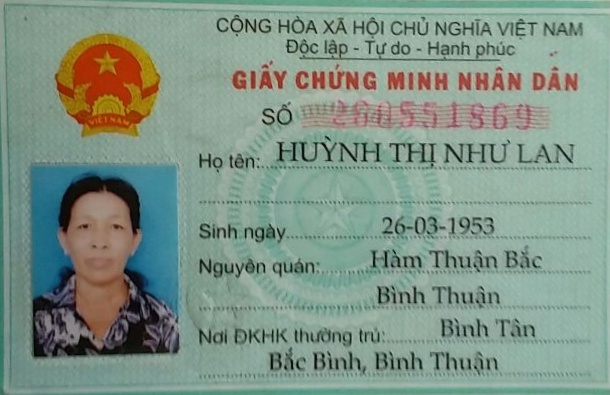 CỘNG HÒA XÃ HỘI CHỦ NGHĨA VIỆT NAM
Độc lập - Tự do - Hạnh phúc
GIẤY CHỨNG MINH NHÂN DÂN
SỐ 260551869
Họ tên: HUỲNH THỊ NHƯ LAN
Sinh ngày 26-03-1953
Nguyên quán: Hàm Thuận Bắc
Bình Thuận
Nơi ĐKHK thường trú: Bình Tân
Bắc Bình, Bình Thuận
VIỆT NAM